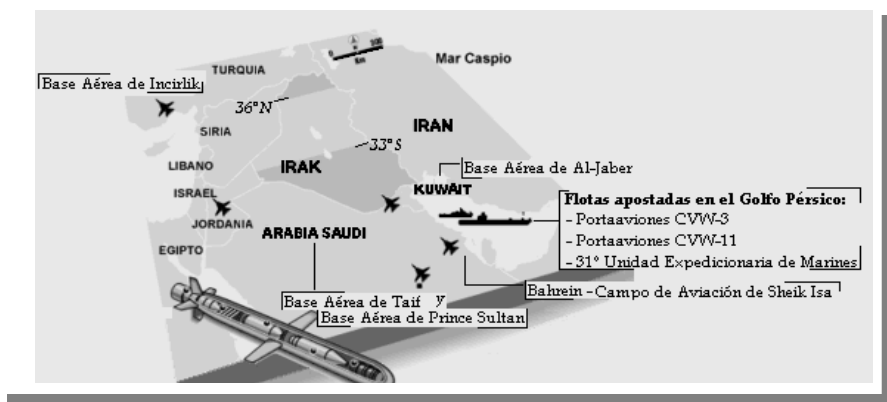 0 100
Km
Mar Caspio
TURQUIA
Base Aérea de Incirlik
36°N
SIRIA
IRAN
33°S
LIBANO
IRAK
Base Aérea de Al-Jaber
ISRAEL
KUWAIT
Flotas apostadas en el Golfo Pérsico:
- Portaaviones CVW-3
- Portaaviones CVW-11
- 31° Unidad Expedicionaria de Marines
JORDANIA
ARABIA SAUDI
EGIPTO
Bahrein - Campo de Aviación de Sheik Isa
Base Aérea de Taif y
Base Aérea de Prince Sultan